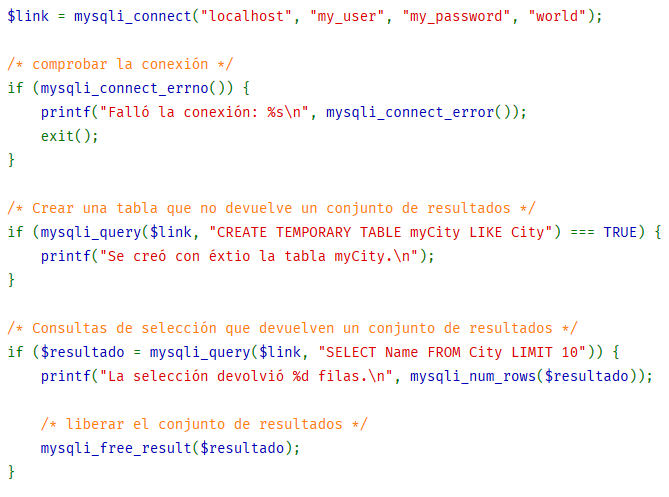 $link = mysqli_connect("localhost", "my_user", "my_password", "world");
/* comprobar la conexión */
if (mysqli_connect_errno()) {
    printf("Falló la conexión: %s\n", mysqli_connect_error());
    exit();
}
/* Crear una tabla que no devuelve un conjunto de resultados */
if (mysqli_query($link, "CREATE TEMPORARY TABLE myCity LIKE City") === TRUE) {
    printf("Se creó con éxtio la tabla myCity.\n");
}
/* Consultas de selección que devuelven un conjunto de resultados */
if ($resultado = mysqli_query($link, "SELECT Name FROM City LIMIT 10")) {
    printf("La selección devolvió %d filas.\n", mysqli_num_rows($resultado));
    /* liberar el conjunto de resultados */
    mysqli_free_result($resultado);
}